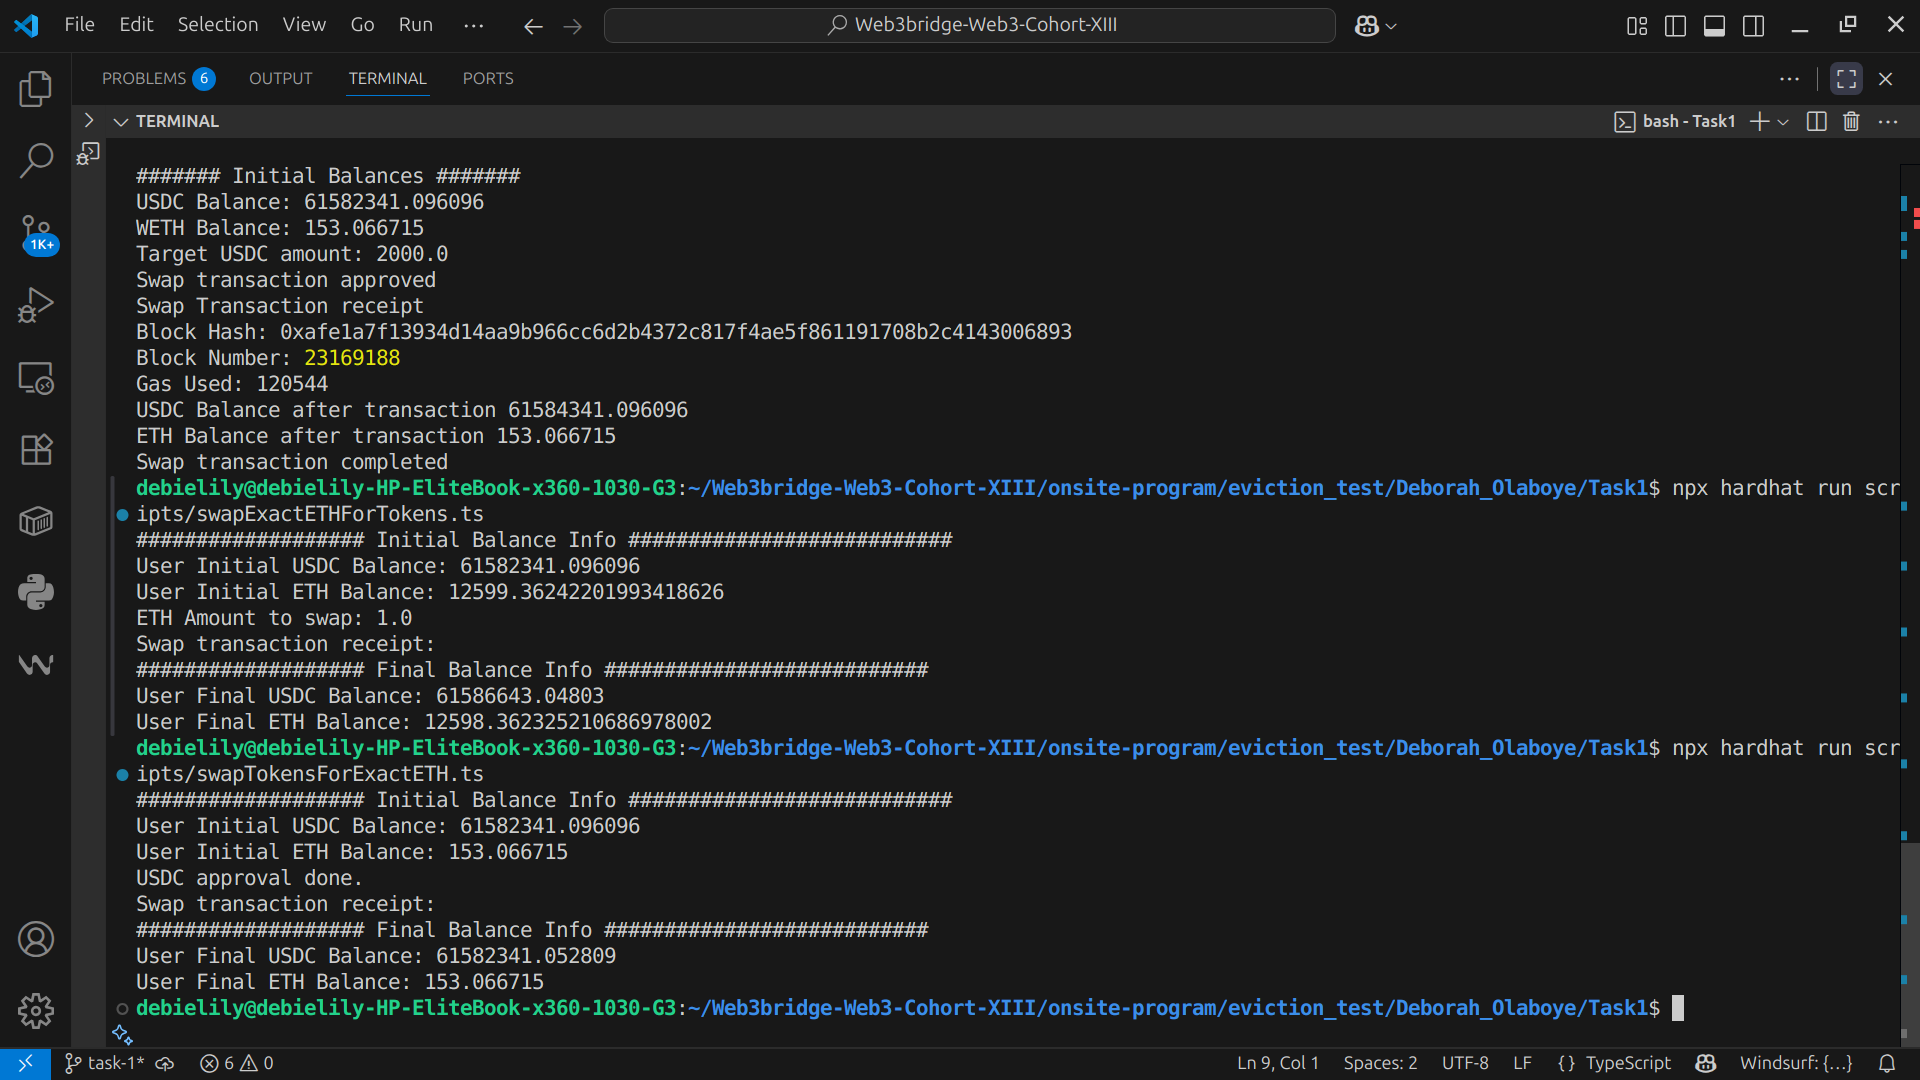 File Edit Selection View Go Run ··· Web3bridge-Web3-Cohort-XIII
PROBLEMS 6 OUTPUT TERMINAL PORTS
TERMINAL bash - Task1
1K+
####### Initial Balances #######
USDC Balance: 61582341.096096
WETH Balance: 153.066715
Target USDC amount: 2000.0
Swap transaction approved
Swap Transaction receipt
Block Hash: 0xafe1a7f13934d14aa9b966cc6d2b4372c817f4ae5f861191708b2c4143006893
Block Number: 23169188
Gas Used: 120544
USDC Balance after transaction 61584341.096096
ETH Balance after transaction 153.066715
Swap transaction completed
debielily@debielily-HP-EliteBook-x360-1030-G3:~/Web3bridge-Web3-Cohort-XIII/onsite-program/eviction_test/Deborah_Olaboye/Task1$ npx hardhat run scr
ipts/swapExactETHForTokens.ts
################### Initial Balance Info ###########################
User Initial USDC Balance: 61582341.096096
User Initial ETH Balance: 12599.36242201993418626
ETH Amount to swap: 1.0
Swap transaction receipt:
################### Final Balance Info ###########################
User Final USDC Balance: 61586643.04803
User Final ETH Balance: 12598.362325210686978002
debielily@debielily-HP-EliteBook-x360-1030-G3:~/Web3bridge-Web3-Cohort-XIII/onsite-program/eviction_test/Deborah_Olaboye/Task1$ npx hardhat run scr
ipts/swapTokensForExactETH.ts
################### Initial Balance Info ###########################
User Initial USDC Balance: 61582341.096096
User Initial ETH Balance: 153.066715
USDC approval done.
Swap transaction receipt:
################### Final Balance Info ###########################
User Final USDC Balance: 61582341.052809
User Final ETH Balance: 153.066715
debielily@debielily-HP-EliteBook-x360-1030-G3:~/Web3bridge-Web3-Cohort-XIII/onsite-program/eviction_test/Deborah_Olaboye/Task1$
task-1* 6 0 Ln 9, Col 1 Spaces: 2 UTF-8 LF {} TypeScript Windsurf: {...}